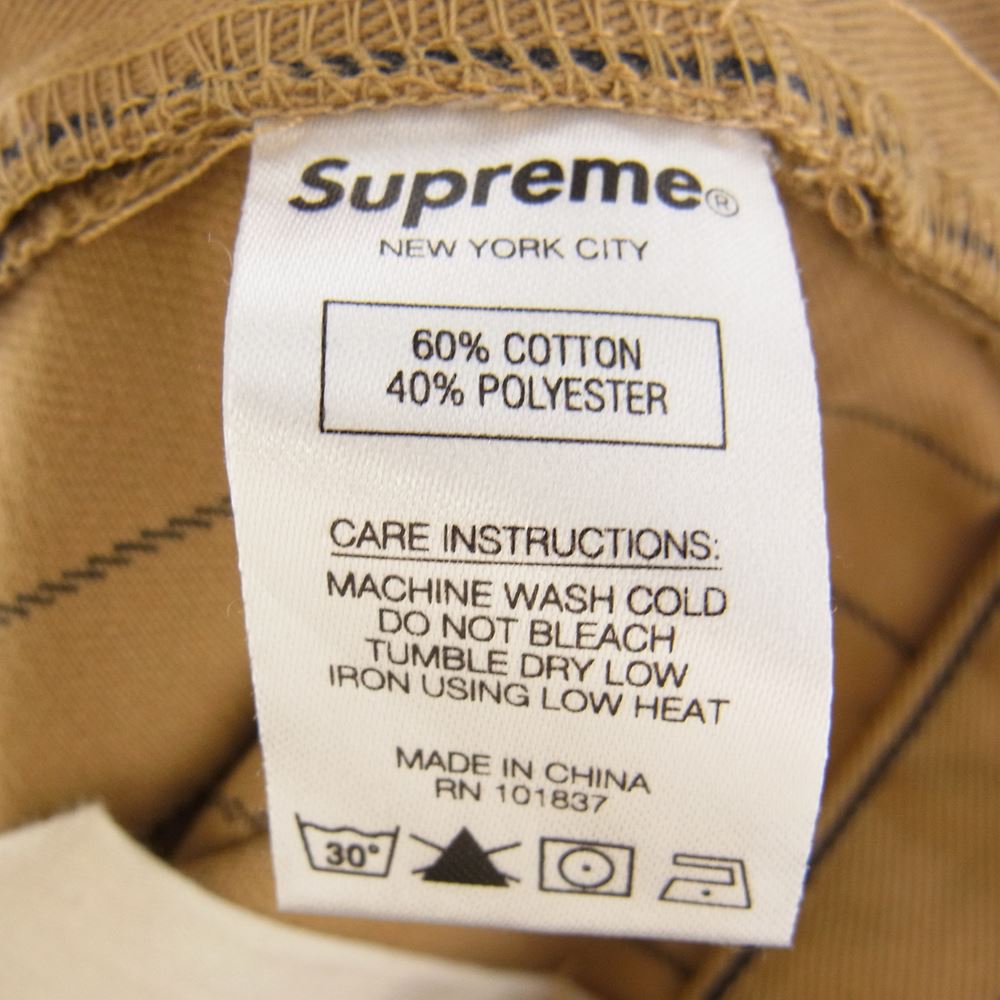 Supreme®
NEW YORK CITY
60% COTTON
40% POLYESTER
CARE INSTRUCTIONS:
MACHINE WASH COLD
DO NOT BLEACH
TUMBLE DRY LOW
IRON USING LOW HEAT
MADE IN CHINA
RN 101837
30°